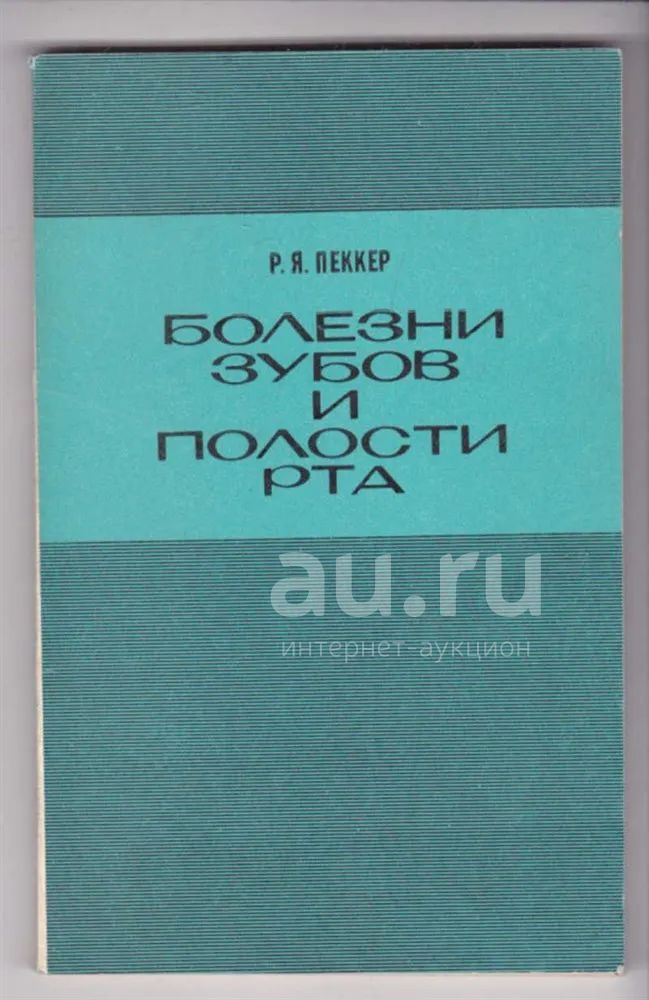 Р. Я. ПЕККЕР
БОЛЕЗНИ
ЗУБОВ
И
ПОЛОСТИ
РТА
au.ru
интернет-аукцион